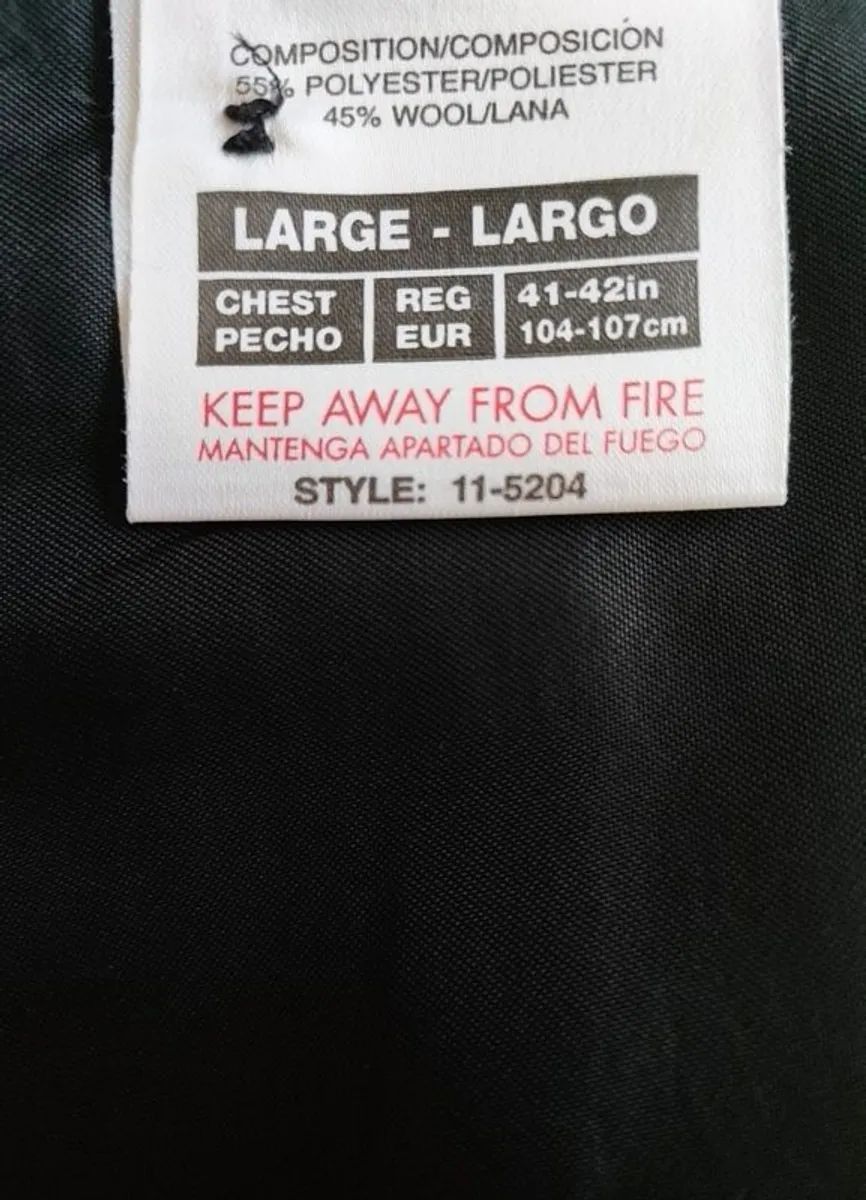 COMPOSITION/COMPOSICIÓN
55% POLYESTER/POLIESTER
45% WOOL/LANA
LARGE - LARGO
CHEST REG 41-42in
PECHO EUR 104-107cm
KEEP AWAY FROM FIRE
MANTENGA APARTADO DEL FUEGO
STYLE: 11-5204